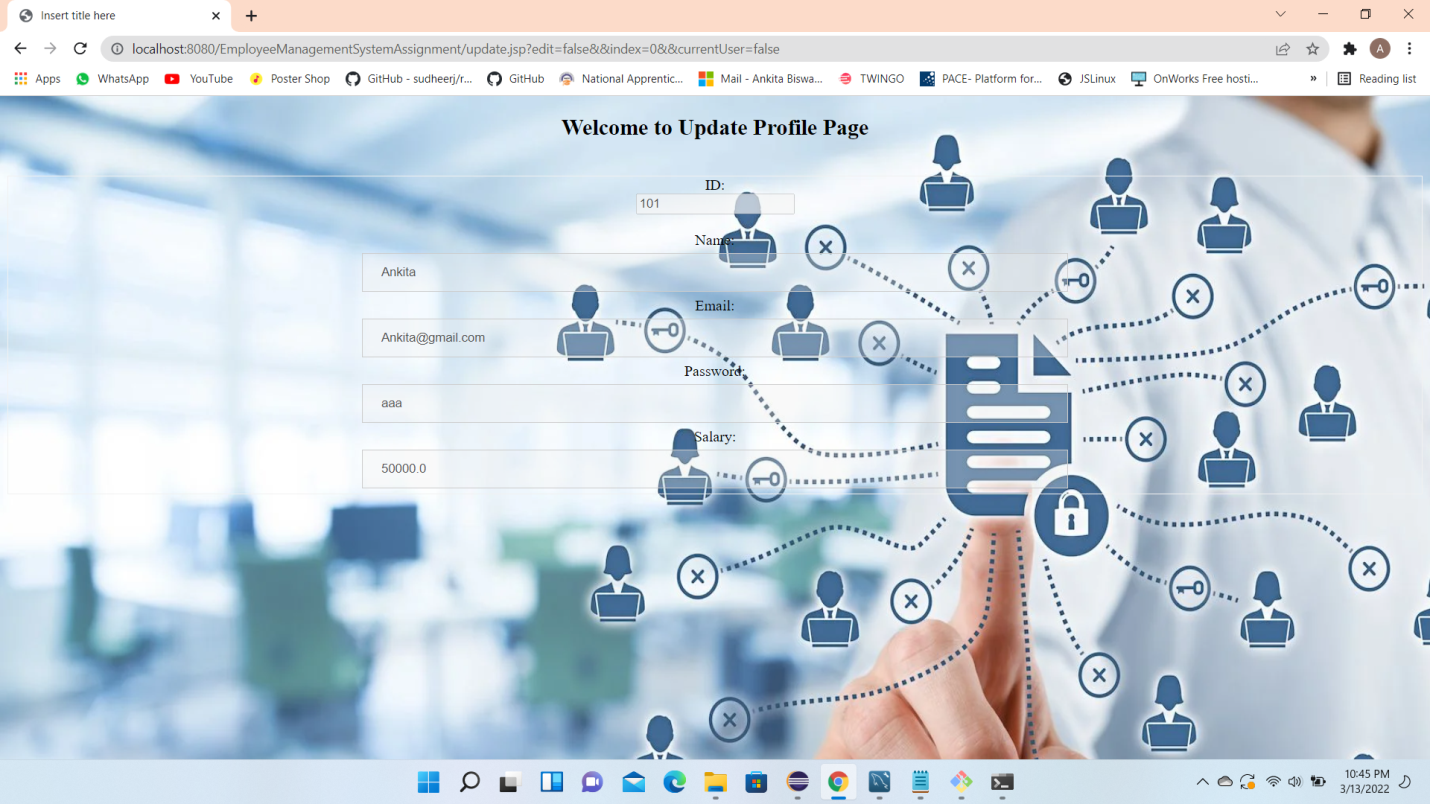 Insert title here
localhost:8080/EmployeeManagementSystemAssignment/update.jsp?edit=false&&index=0&&currentUser=false
A
Apps WhatsApp YouTube Poster Shop GitHub - sudheerj/r... GitHub National Apprentic... Mail - Ankita Biswa... TWINGO PACE- Platform for... JSLinux OnWorks Free hosti... » Reading list
Welcome to Update Profile Page
ID:
101
Name:
Ankita
Email:
Ankita@gmail.com
Password:
aaa
Salary:
50000.0
10:45 PM
3/13/2022